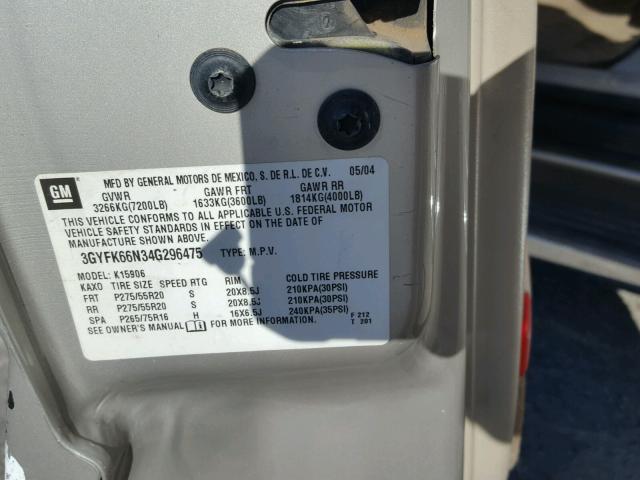 GM
MFD BY GENERAL MOTORS DE MEXICO, S. DE R.L. DE C.V. 05/04
GVWR GAWR FRT GAWR RR
3266KG(7200LB) 1633KG(3600LB) 1814KG(4000LB)
THIS VEHICLE CONFORMS TO ALL APPLICABLE U.S. FEDERAL MOTOR
VEHICLE SAFETY STANDARDS IN EFFECT ON THE DATE OF
MANUFACTURE SHOWN ABOVE.
3GYFK66N34G296475 TYPE: M.P.V.
MODEL: K15906
KAXO TIRE SIZE SPEED RTG RIM COLD TIRE PRESSURE
FRT P275/55R20 S 20X8.5J 210KPA(30PSI)
RR P275/55R20 S 20X8.5J 210KPA(30PSI)
SPA P265/75R16 H 16X6.5J 240KPA(35PSI)
SEE OWNER'S MANUAL FOR MORE INFORMATION. F 212
T 201